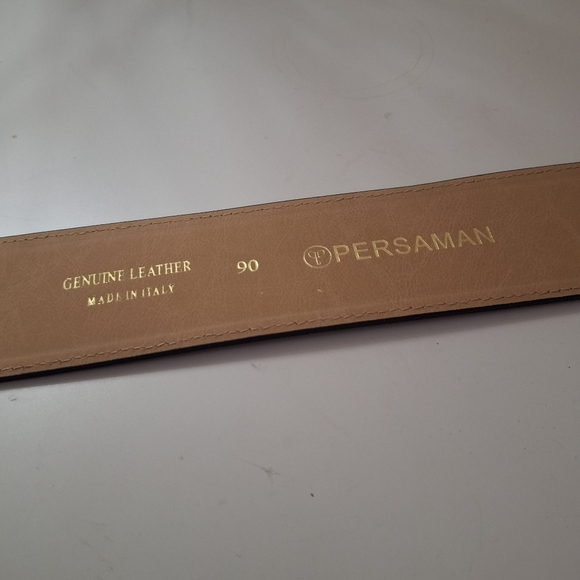 GENUINE LEATHER
MADE IN ITALY
90
PERSAMAN